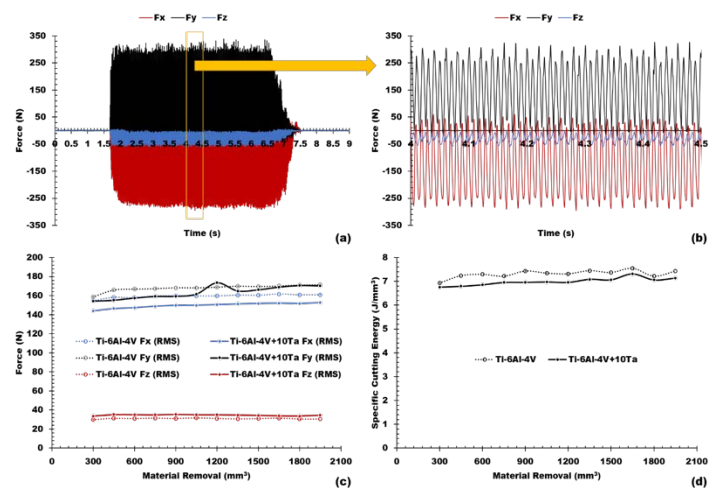 Fx Fy Fz
350
250
150
50
-50
-150
-250
-350
Force (N)
0 0.5 1 1.5 2 2.5 3 3.5 4 4.5 5 5.5 6 6.5 7 7.5 8 8.5 9
Time (s)
(a)
Fx Fy Fz
350
250
150
50
-50
-150
-250
-350
Force (N)
4 4.1 4.2 4.3 4.4 4.5
Time (s)
(b)
200
180
160
140
120
100
80
60
40
20
0
Force (N)
Ti-6Al-4V Fx (RMS) Ti-6Al-4V+10Ta Fx (RMS)
Ti-6Al-4V Fy (RMS) Ti-6Al-4V+10Ta Fy (RMS)
Ti-6Al-4V Fz (RMS) Ti-6Al-4V+10Ta Fz (RMS)
0 300 600 900 1200 1500 1800 2100
Material Removal (mm³)
(c)
8
7
6
5
4
3
2
1
0
Specific Cutting Energy (J/mm³)
Ti-6Al-4V Ti-6Al-4V+10Ta
0 300 600 900 1200 1500 1800 2100
Material Removal (mm³)
(d)